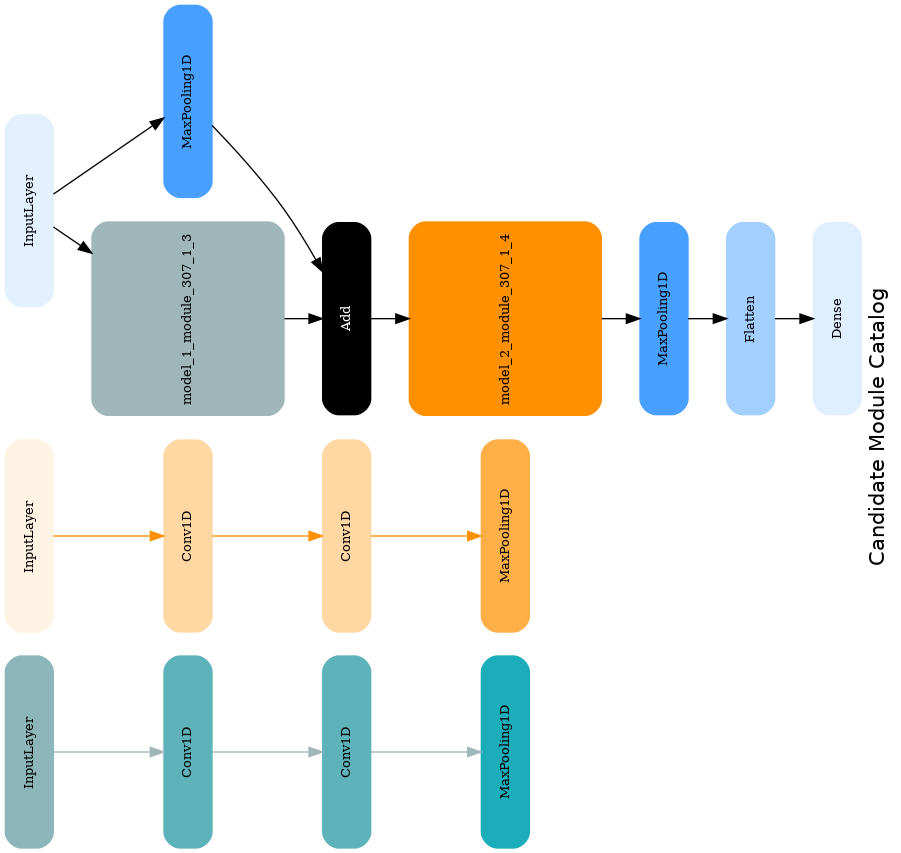 InputLayer
MaxPooling1D
model_1_module_307_1_3
Add
model_2_module_307_1_4
MaxPooling1D
Flatten
Dense
InputLayer
Conv1D
Conv1D
MaxPooling1D
InputLayer
Conv1D
Conv1D
MaxPooling1D
Candidate Module Catalog